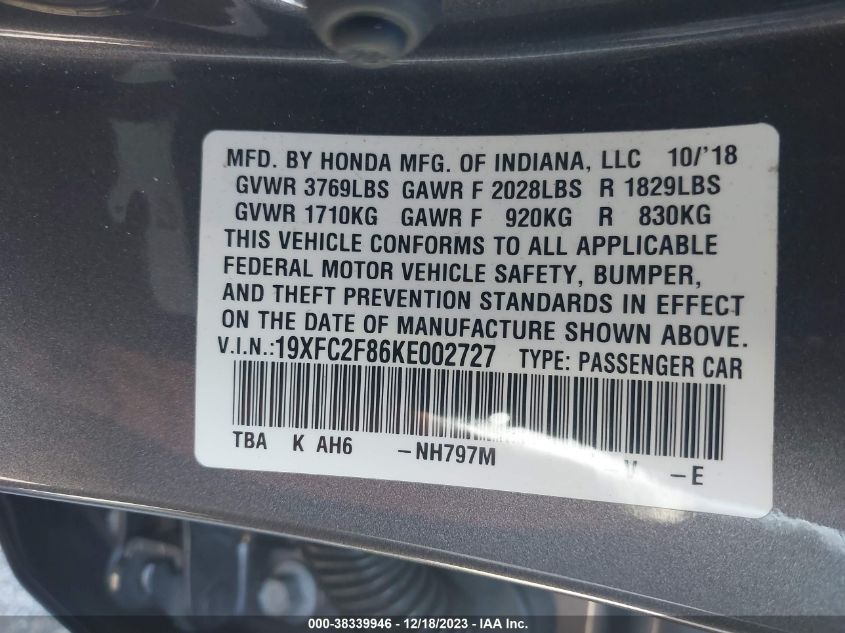 MFD. BY HONDA MFG. OF INDIANA, LLC 10/'18
GVWR 3769LBS GAWR F 2028LBS R 1829LBS
GVWR 1710KG GAWR F 920KG R 830KG
THIS VEHICLE CONFORMS TO ALL APPLICABLE
FEDERAL MOTOR VEHICLE SAFETY, BUMPER,
AND THEFT PREVENTION STANDARDS IN EFFECT
ON THE DATE OF MANUFACTURE SHOWN ABOVE.
V.I.N.:19XFC2F86KE002727 TYPE: PASSENGER CAR
TBA K AH6 -NH797M -V -E
000-38339946 - 12/18/2023 - IAA Inc.